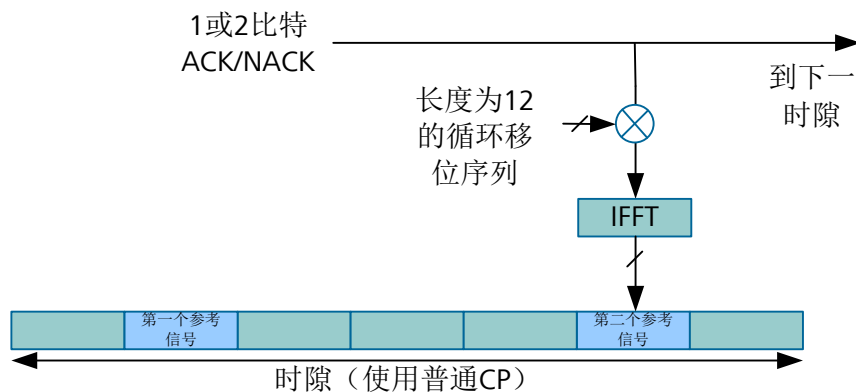 1或2比特
ACK/NACK
到下一
时隙
长度为12
的循环移
位序列
IFFT
第一个参考
信号
第二个参考
信号
时隙（使用普通CP）